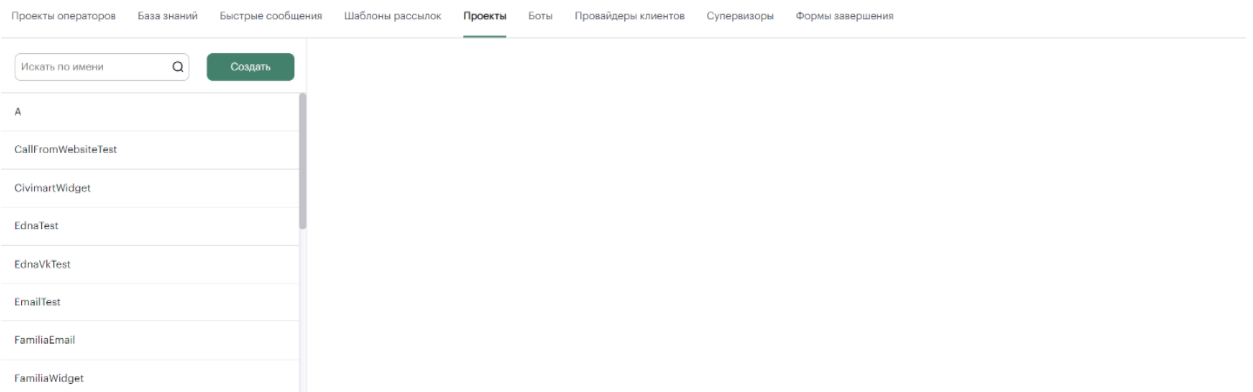 Проекты операторов База знаний Быстрые сообщения Шаблоны рассылок Проекты Боты Провайдеры клиентов Супервизоры Формы завершения
Искать по имени Создать
A
CallFromWebsiteTest
CivimartWidget
EdnaTest
EdnaVkTest
EmailTest
FamiliaEmail
FamiliaWidget